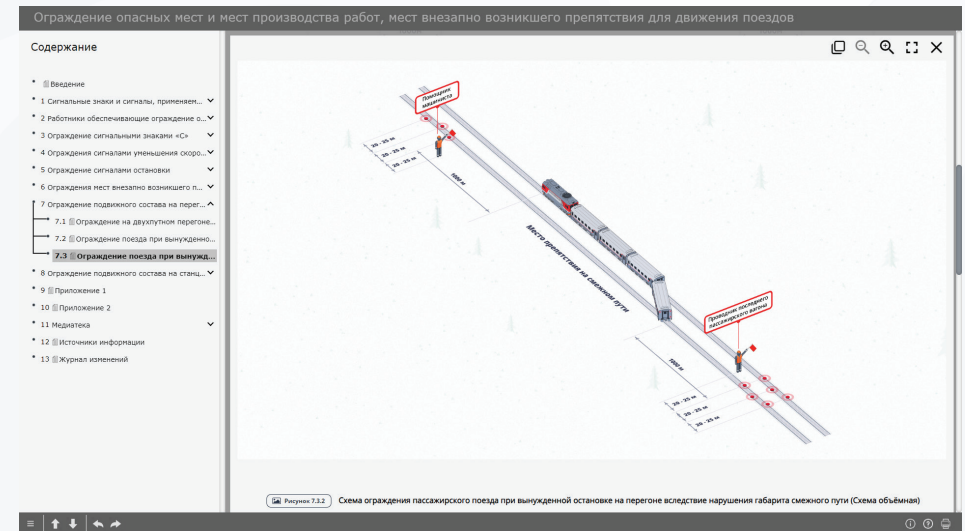 Ограждение опасных мест и мест производства работ, мест внезапно возникшего препятствия для движения поездов
Содержание
Введение
1 Сигнальные знаки и сигналы, применяем...
2 Работники обеспечивающие ограждение о...
3 Ограждение сигнальными знаками «С»
4 Ограждения сигналами уменьшения скоро...
5 Ограждение сигналами остановки
6 Ограждения мест внезапно возникшего п...
7 Ограждение подвижного состава на перег...
7.1 Ограждение на двухпутном перегоне...
7.2 Ограждение поезда при вынужденно...
7.3 Ограждение поезда при вынужд...
8 Ограждение подвижного состава на станц...
9 Приложение 1
10 Приложение 2
11 Медиатека
12 Источники информации
13 Журнал изменений
Помощник
машиниста
20 - 25 м
20 - 25 м
20 - 25 м
1000 м
Место препятствия на смежном пути
Проводник последнего
пассажирского вагона
1000 м
20 - 25 м
20 - 25 м
20 - 25 м
Рисунок 7.3.2 Схема ограждения пассажирского поезда при вынужденной остановке на перегоне вследствие нарушения габарита смежного пути (Схема объёмная)